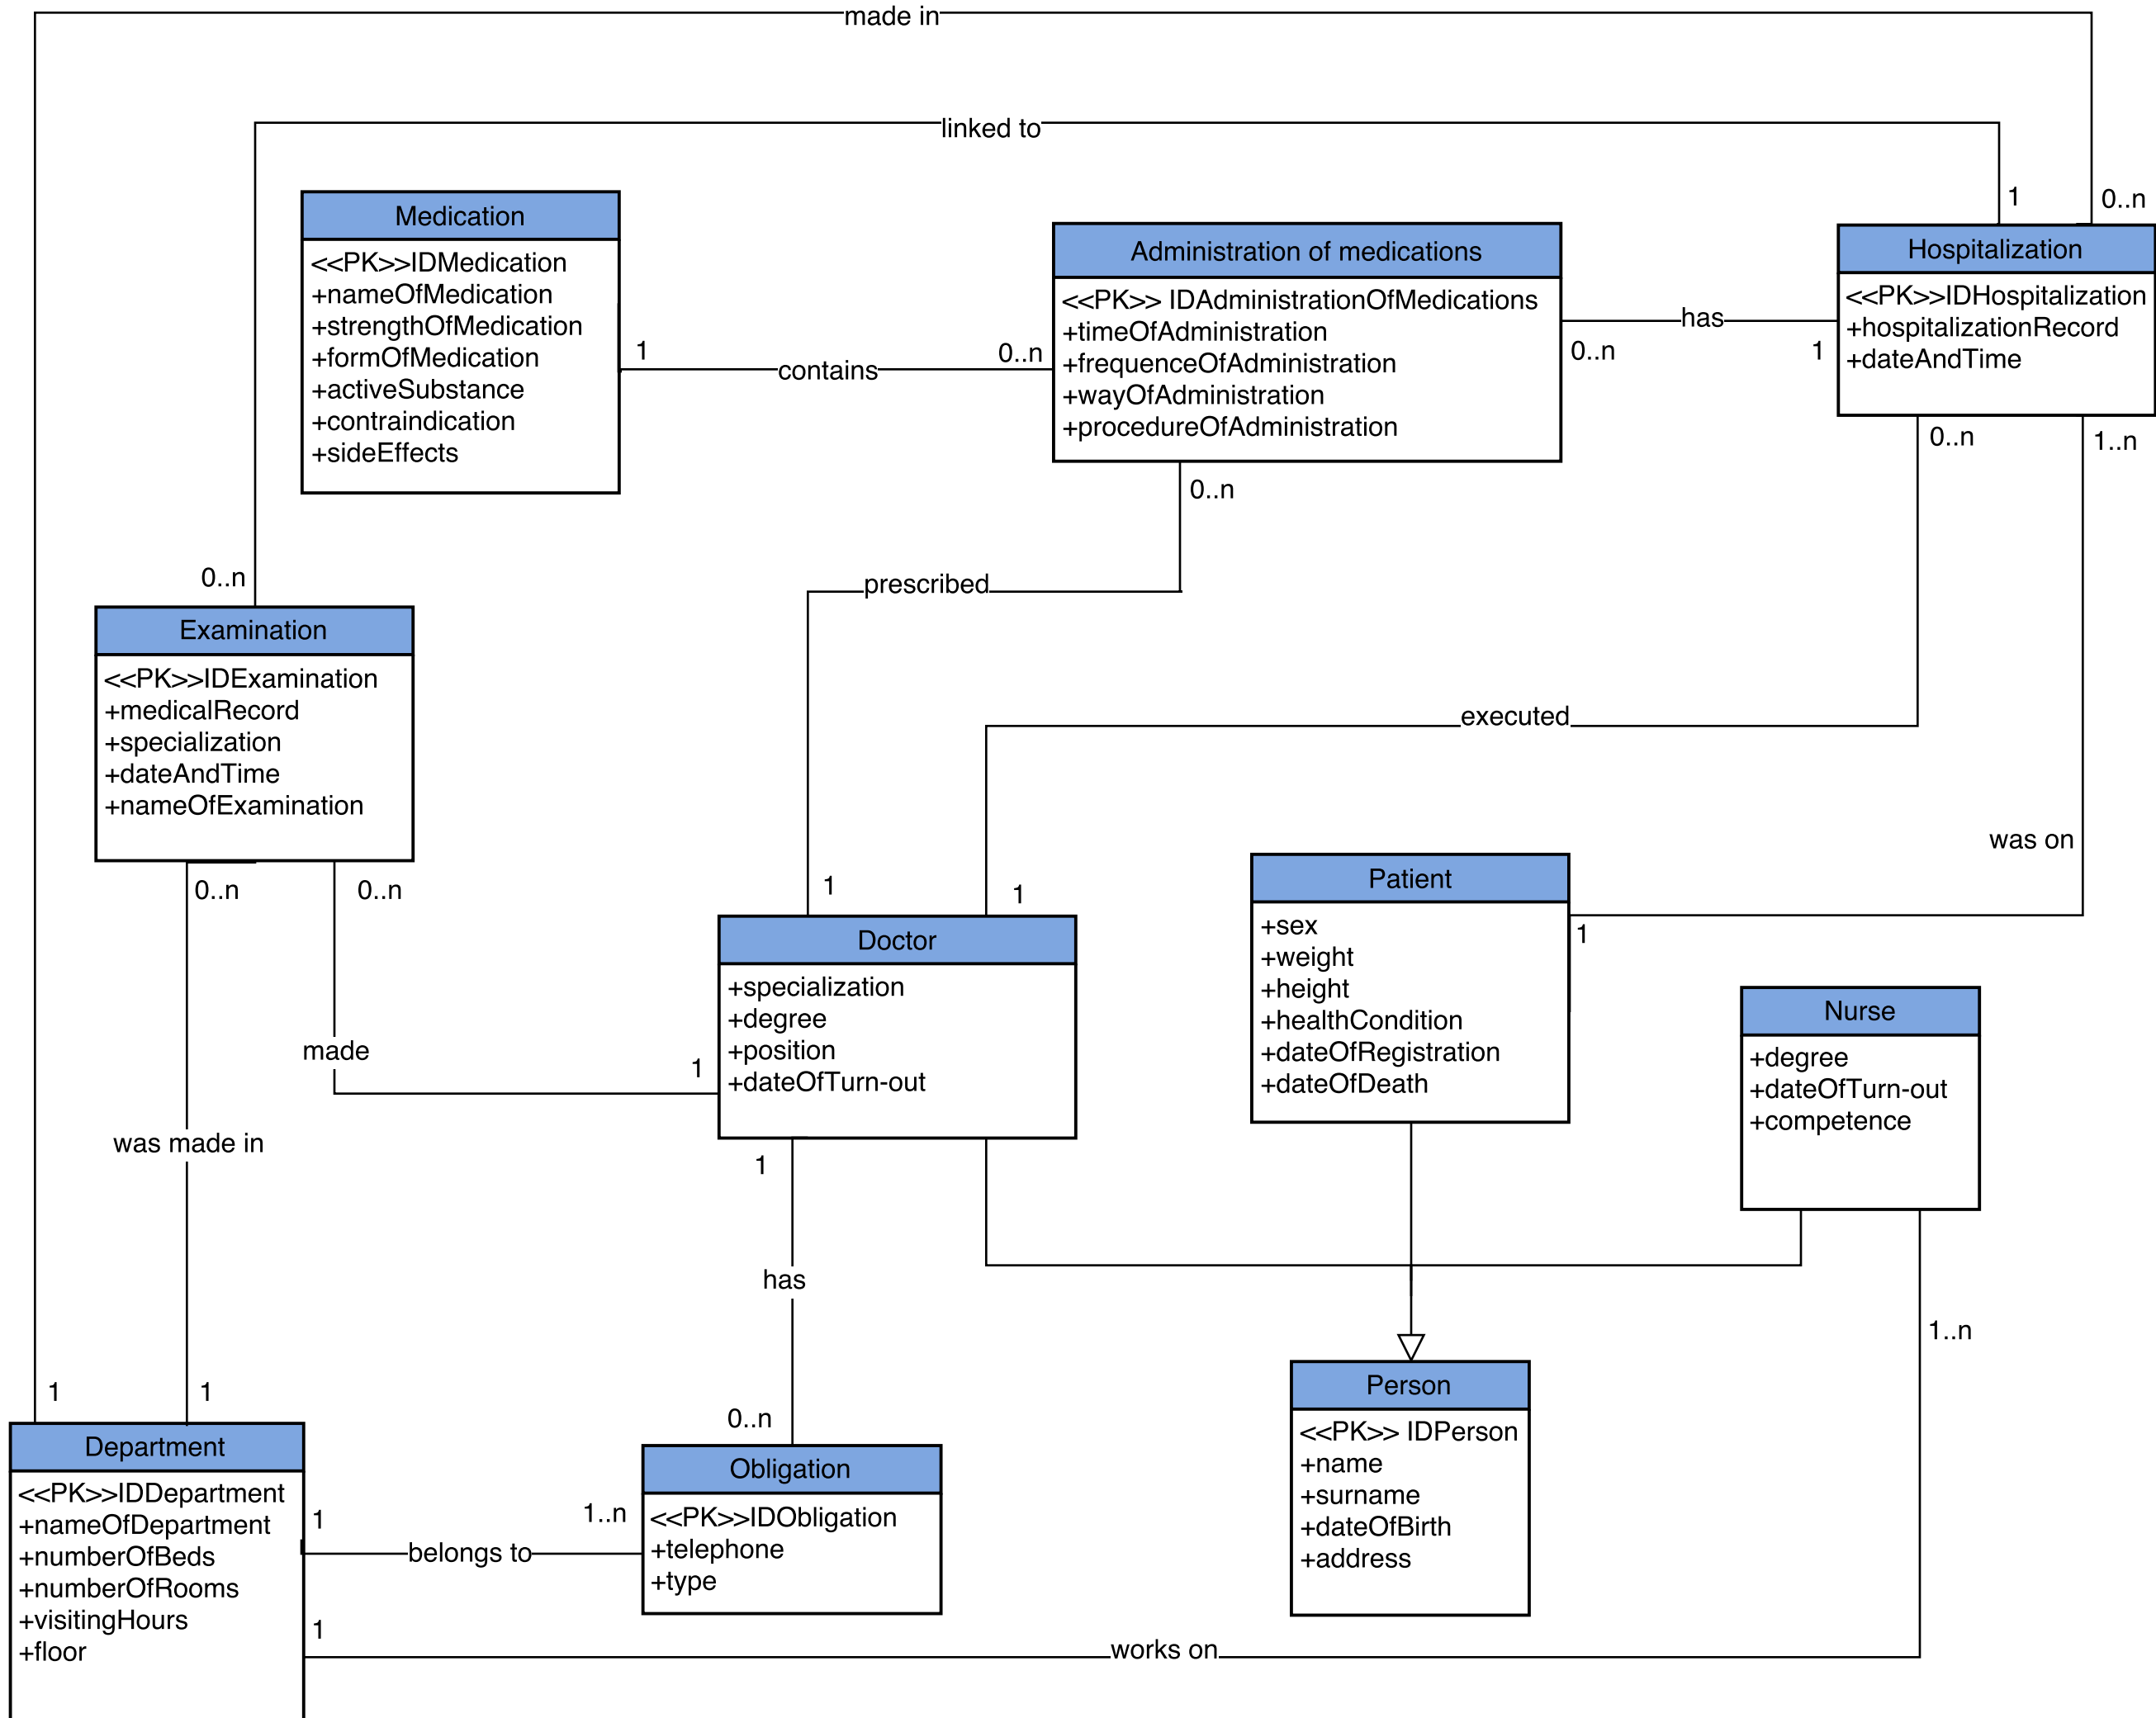 made in
linked to
1
0..n
Medication
<<PK>>IDMedication
+nameOfMedication
+strengthOfMedication
+formOfMedication
+activeSubstance
+contraindication
+sideEffects
1
contains
0..n
Administration of medications
<<PK>> IDAdministrationOfMedications
+timeOfAdministration
+frequenceOfAdministration
+wayOfAdministration
+procedureOfAdministration
has
0..n
1
Hospitalization
<<PK>>IDHospitalization
+hospitalizationRecord
+dateAndTime
0..n
1..n
0..n
prescribed
0..n
Examination
<<PK>>IDExamination
+medicalRecord
+specialization
+dateAndTime
+nameOfExamination
0..n
0..n
executed
was on
1
1
Doctor
+specialization
+degree
+position
+dateOfTurn-out
Patient
+sex
+weight
+height
+healthCondition
+dateOfRegistration
+dateOfDeath
1
Nurse
+degree
+dateOfTurn-out
+competence
made
1
was made in
1
has
0..n
1..n
1
1
Department
<<PK>>IDDepartment
+nameOfDepartment
+numberOfBeds
+numberOfRooms
+visitingHours
+floor
1
belongs to
1..n
Obligation
<<PK>>IDObligation
+telephone
+type
Person
<<PK>> IDPerson
+name
+surname
+dateOfBirth
+address
1
works on